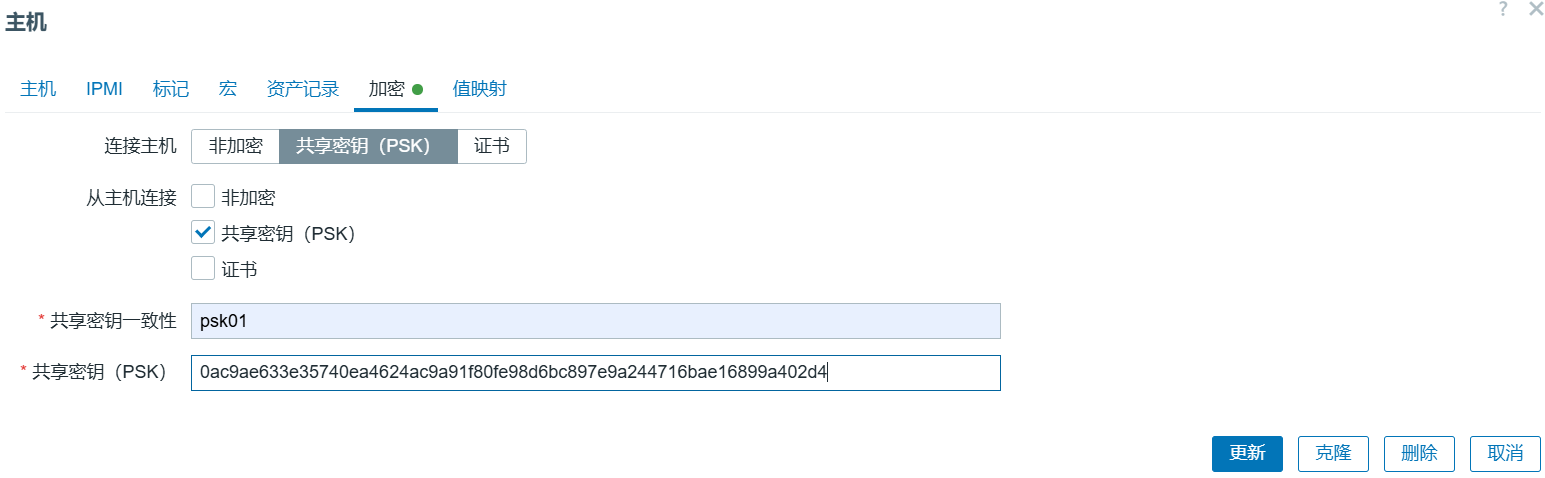 主机
? ×
主机 IPMI 标记 宏 资产记录 加密 值映射
连接主机 非加密 共享密钥（PSK） 证书
从主机连接 非加密
共享密钥（PSK）
证书
* 共享密钥一致性 psk01
* 共享密钥（PSK） 0ac9ae633e35740ea4624ac9a91f80fe98d6bc897e9a244716bae16899a402d4
更新 克隆 删除 取消